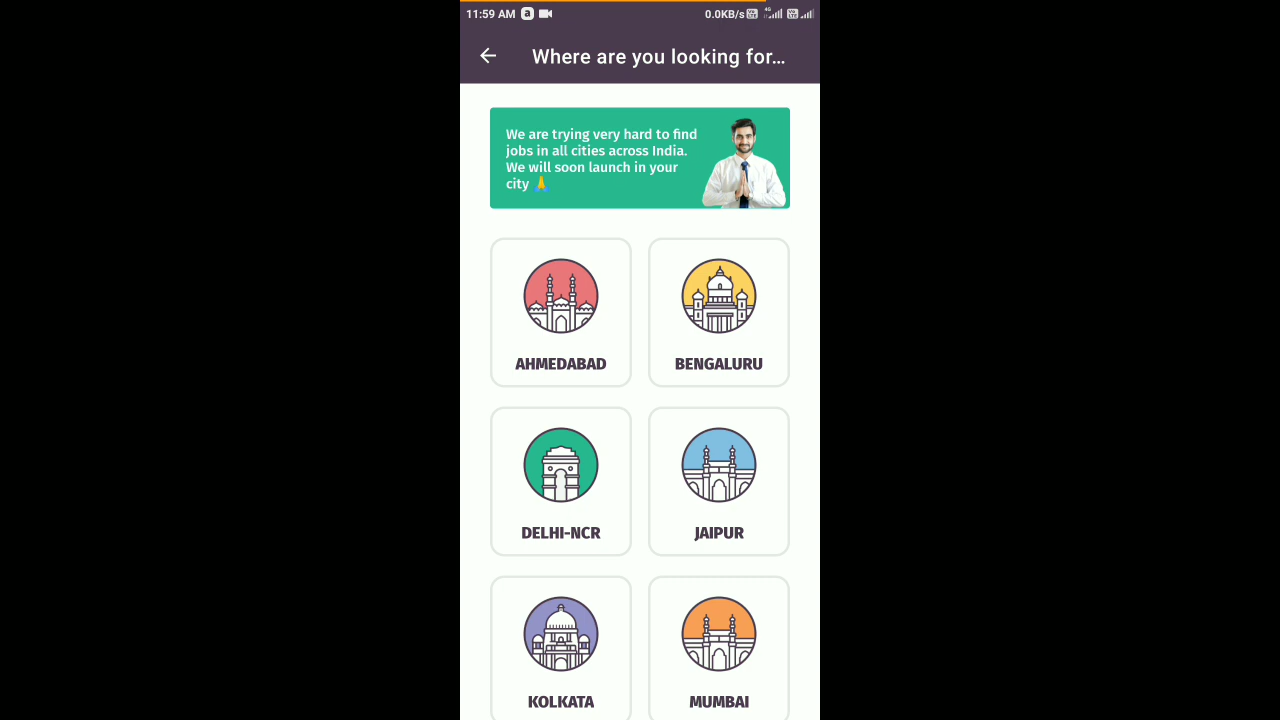 11:59 AM a 0.0KB/s 4G
Where are you looking for...
We are trying very hard to find
jobs in all cities across India.
We will soon launch in your
city 🙏
AHMEDABAD BENGALURU
DELHI-NCR JAIPUR
KOLKATA MUMBAI